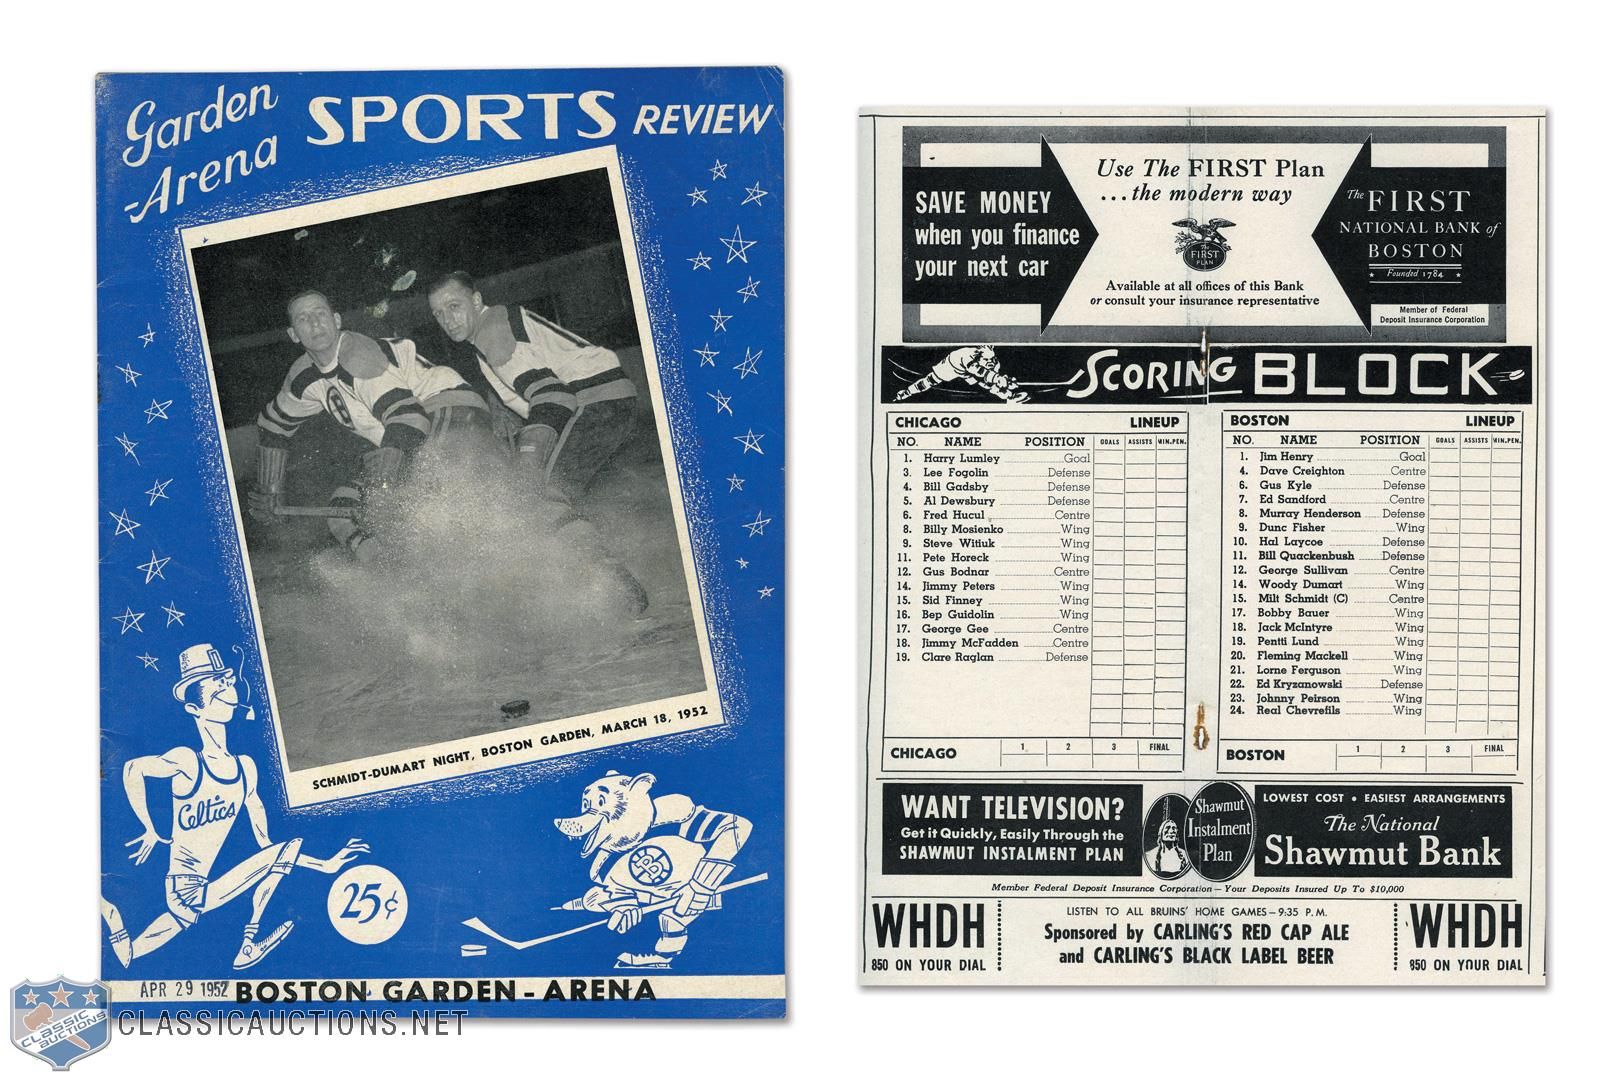 Garden
-Arena
SPORTS REVIEW
SCHMIDT-DUMART NIGHT, BOSTON GARDEN, MARCH 18, 1952
Celtics
25¢
B
APR 29 1952
BOSTON GARDEN - ARENA
CLASSIC
AUCTIONS
CLASSICAUCTIONS.NET
SAVE MONEY
when you finance
your next car
Use The FIRST Plan
...the modern way
The
FIRST
PLAN
Available at all offices of this Bank
or consult your insurance representative
The FIRST
NATIONAL BANK of
BOSTON
Founded 1784
Member of Federal
Deposit Insurance Corporation
SCORING BLOCK
CHICAGO LINEUP
NO. NAME POSITION GOALS ASSISTS MIN.PEN.
1. Harry Lumley Goal
3. Lee Fogolin Defense
4. Bill Gadsby Defense
5. Al Dewsbury Defense
6. Fred Hucul Centre
8. Billy Mosienko Wing
9. Steve Witiuk Wing
11. Pete Horeck Wing
12. Gus Bodnar Centre
14. Jimmy Peters Wing
15. Sid Finney Wing
16. Bep Guidolin Wing
17. George Gee Centre
18. Jimmy McFadden Centre
19. Clare Raglan Defense
CHICAGO 1 2 3 FINAL
BOSTON LINEUP
NO. NAME POSITION GOALS ASSISTS MIN.PEN.
1. Jim Henry Goal
4. Dave Creighton Centre
6. Gus Kyle Defense
7. Ed Sandford Centre
8. Murray Henderson Defense
9. Dunc Fisher Wing
10. Hal Laycoe Defense
11. Bill Quackenbush Defense
12. George Sullivan Centre
14. Woody Dumart Wing
15. Milt Schmidt (C) Centre
17. Bobby Bauer Wing
18. Jack McIntyre Wing
19. Pentti Lund Wing
20. Fleming Mackell Wing
21. Lorne Ferguson Wing
22. Ed Kryzanowski Defense
23. Johnny Peirson Wing
24. Real Chevrefils Wing
BOSTON 1 2 3 FINAL
WANT TELEVISION?
Get it Quickly, Easily Through the
SHAWMUT INSTALMENT PLAN
Shawmut
Instalment
Plan
LOWEST COST • EASIEST ARRANGEMENTS
The National
Shawmut Bank
Member Federal Deposit Insurance Corporation — Your Deposits Insured Up To $10,000
WHDH
850 ON YOUR DIAL
LISTEN TO ALL BRUINS' HOME GAMES — 9:35 P.M.
Sponsored by CARLING'S RED CAP ALE
and CARLING'S BLACK LABEL BEER
WHDH
850 ON YOUR DIAL